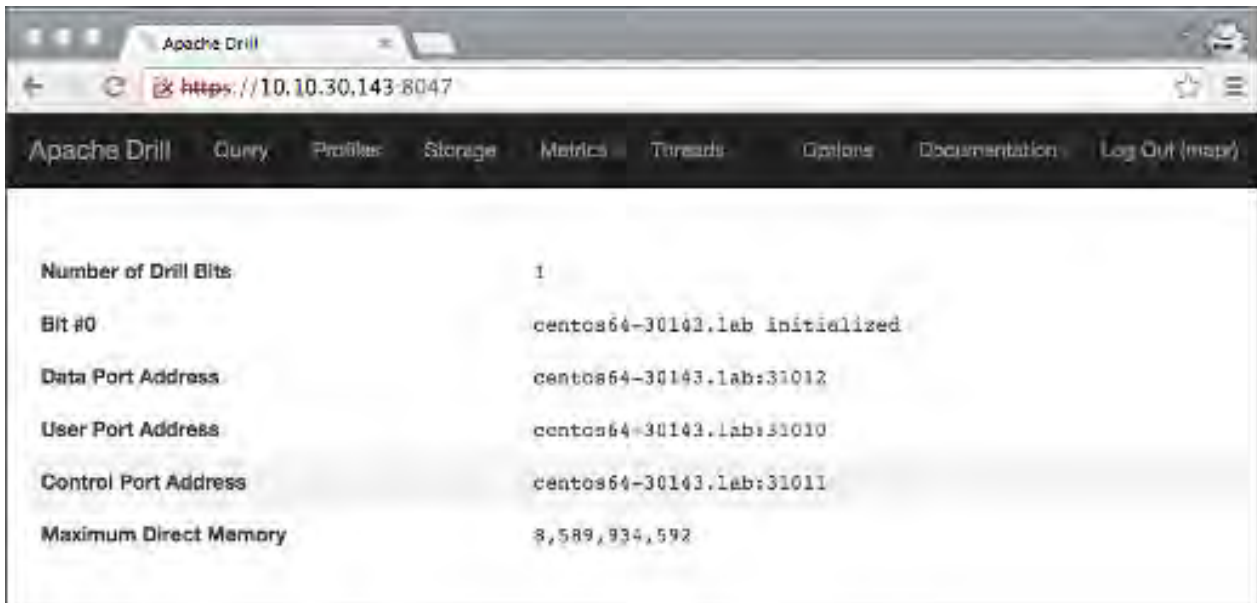 Apache Drill
https://10.10.30.143:8047
Apache Drill Query Profiles Storage Metrics Threads Options Documentation Log Out (mapr)
Number of Drill Bits 1
Bit #0 centos64-30143.lab initialized
Data Port Address centos64-30143.lab:31012
User Port Address centos64-30143.lab:31010
Control Port Address centos64-30143.lab:31011
Maximum Direct Memory 8,589,934,592